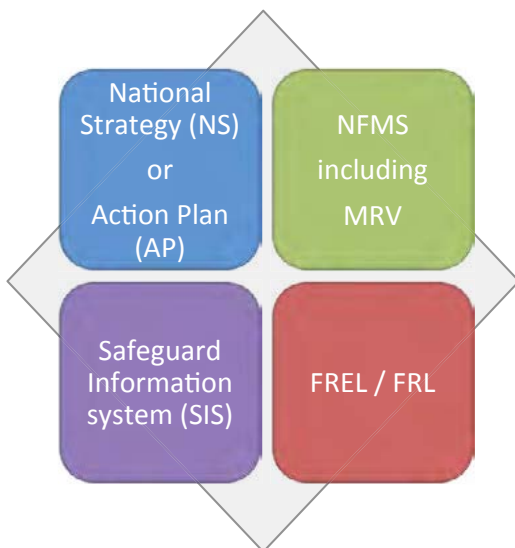 National
Strategy (NS)
or
Action Plan
(AP)
NFMS
including
MRV
Safeguard
Information
system (SIS)
FREL / FRL